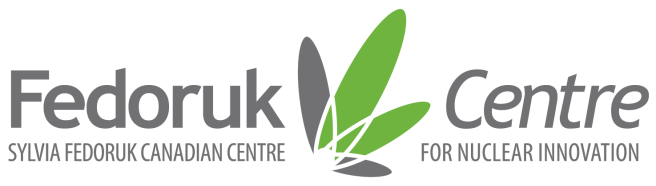 Fedoruk Centre
SYLVIA FEDORUK CANADIAN CENTRE FOR NUCLEAR INNOVATION